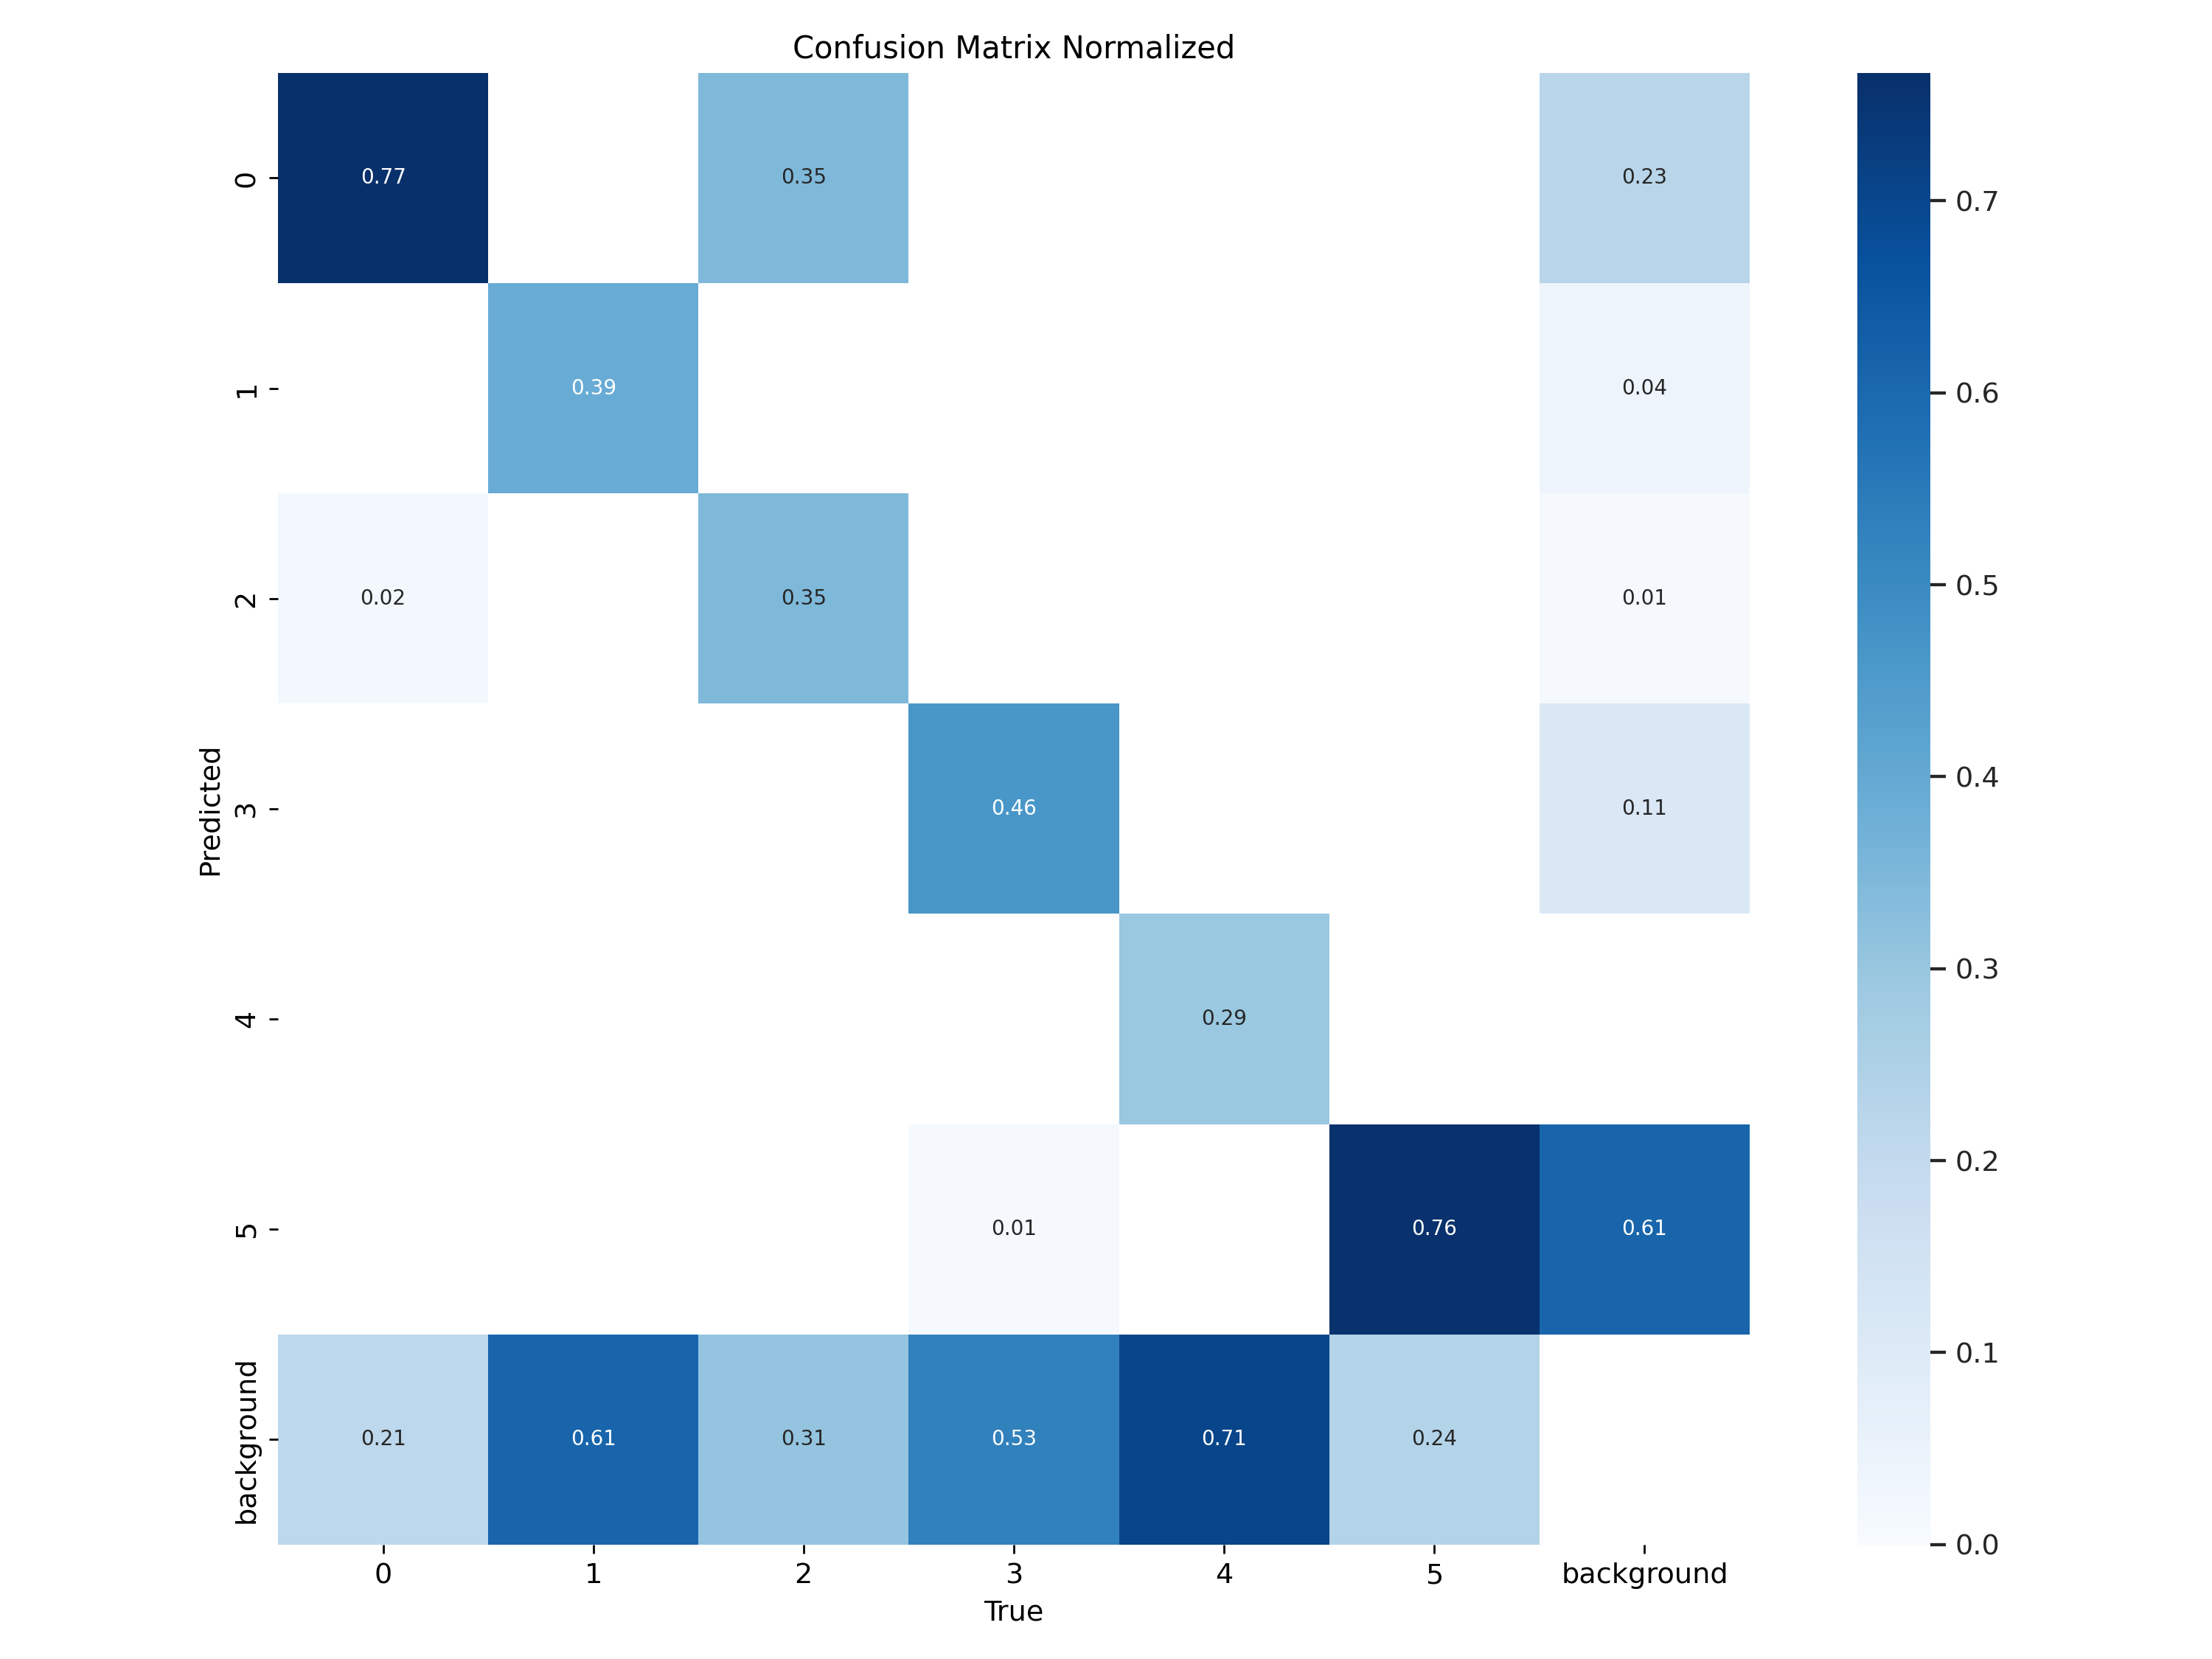 Confusion Matrix Normalized
0 0.77 0.35 0.23
1 0.39 0.04
2 0.02 0.35 0.01
3 0.46 0.11
4 0.29
5 0.01 0.76 0.61
background 0.21 0.61 0.31 0.53 0.71 0.24
0 1 2 3 4 5 background
True
Predicted
0.7
0.6
0.5
0.4
0.3
0.2
0.1
0.0